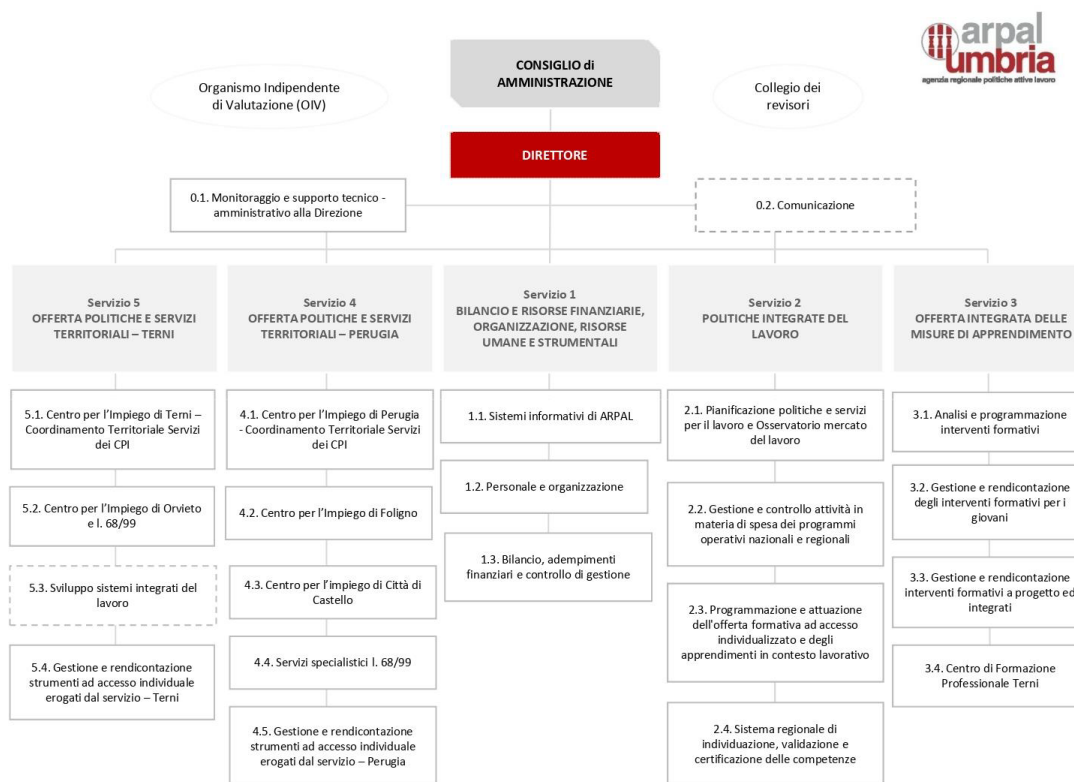 arpal
umbria
agenzia regionale politiche attive lavoro
CONSIGLIO di
AMMINISTRAZIONE
Organismo Indipendente
di Valutazione (OIV)
Collegio dei
revisori
DIRETTORE
0.1. Monitoraggio e supporto tecnico -
amministrativo alla Direzione
0.2. Comunicazione
Servizio 5
OFFERTA POLITICHE E SERVIZI
TERRITORIALI – TERNI
5.1. Centro per l'Impiego di Terni –
Coordinamento Territoriale Servizi
dei CPI
5.2. Centro per l'Impiego di Orvieto
e l. 68/99
5.3. Sviluppo sistemi integrati del
lavoro
5.4. Gestione e rendicontazione
strumenti ad accesso individuale
erogati dal servizio – Terni
Servizio 4
OFFERTA POLITICHE E SERVIZI
TERRITORIALI – PERUGIA
4.1. Centro per l'Impiego di Perugia
- Coordinamento Territoriale Servizi
dei CPI
4.2. Centro per l'Impiego di Foligno
4.3. Centro per l'impiego di Città di
Castello
4.4. Servizi specialistici l. 68/99
4.5. Gestione e rendicontazione
strumenti ad accesso individuale
erogati dal servizio – Perugia
Servizio 1
BILANCIO E RISORSE FINANZIARIE,
ORGANIZZAZIONE, RISORSE
UMANE E STRUMENTALI
1.1. Sistemi informativi di ARPAL
1.2. Personale e organizzazione
1.3. Bilancio, adempimenti
finanziari e controllo di gestione
Servizio 2
POLITICHE INTEGRATE DEL
LAVORO
2.1. Pianificazione politiche e servizi
per il lavoro e Osservatorio mercato
del lavoro
2.2. Gestione e controllo attività in
materia di spesa dei programmi
operativi nazionali e regionali
2.3. Programmazione e attuazione
dell'offerta formativa ad accesso
individualizzato e degli
apprendimenti in contesto lavorativo
2.4. Sistema regionale di
individuazione, validazione e
certificazione delle competenze
Servizio 3
OFFERTA INTEGRATA DELLE
MISURE DI APPRENDIMENTO
3.1. Analisi e programmazione
interventi formativi
3.2. Gestione e rendicontazione
degli interventi formativi per i
giovani
3.3. Gestione e rendicontazione
interventi formativi a progetto ed
integrati
3.4. Centro di Formazione
Professionale Terni